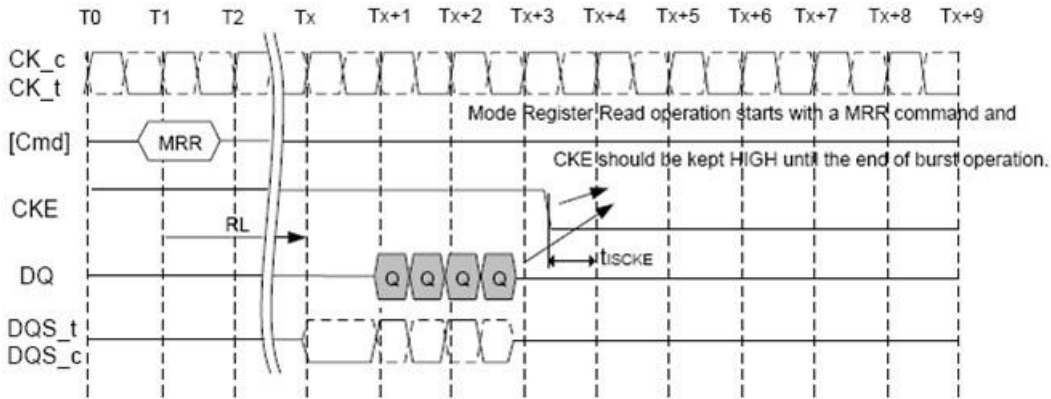 T0 T1 T2 Tx Tx+1 Tx+2 Tx+3 Tx+4 Tx+5 Tx+6 Tx+7 Tx+8 Tx+9
CK_c
CK_t
Mode Register Read operation starts with a MRR command and
[Cmd] MRR
CKE should be kept HIGH until the end of burst operation.
CKE
RL
tISCKE
DQ Q Q Q Q
DQS_t
DQS_c